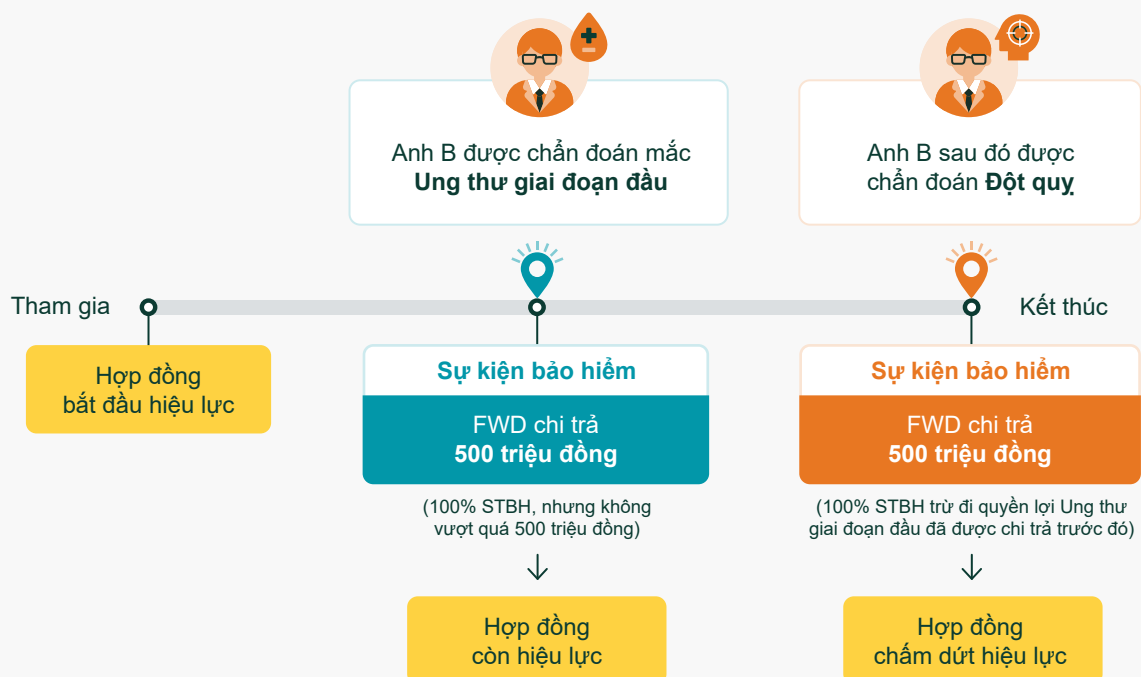 Anh B được chẩn đoán mắc
Ung thư giai đoạn đầu
Anh B sau đó được
chẩn đoán Đột quỵ
Tham gia
Kết thúc
Hợp đồng
bắt đầu hiệu lực
Sự kiện bảo hiểm
FWD chi trả
500 triệu đồng
(100% STBH, nhưng không
vượt quá 500 triệu đồng)
Hợp đồng
còn hiệu lực
Sự kiện bảo hiểm
FWD chi trả
500 triệu đồng
(100% STBH trừ đi quyền lợi Ung thư
giai đoạn đầu đã được chi trả trước đó)
Hợp đồng
chấm dứt hiệu lực